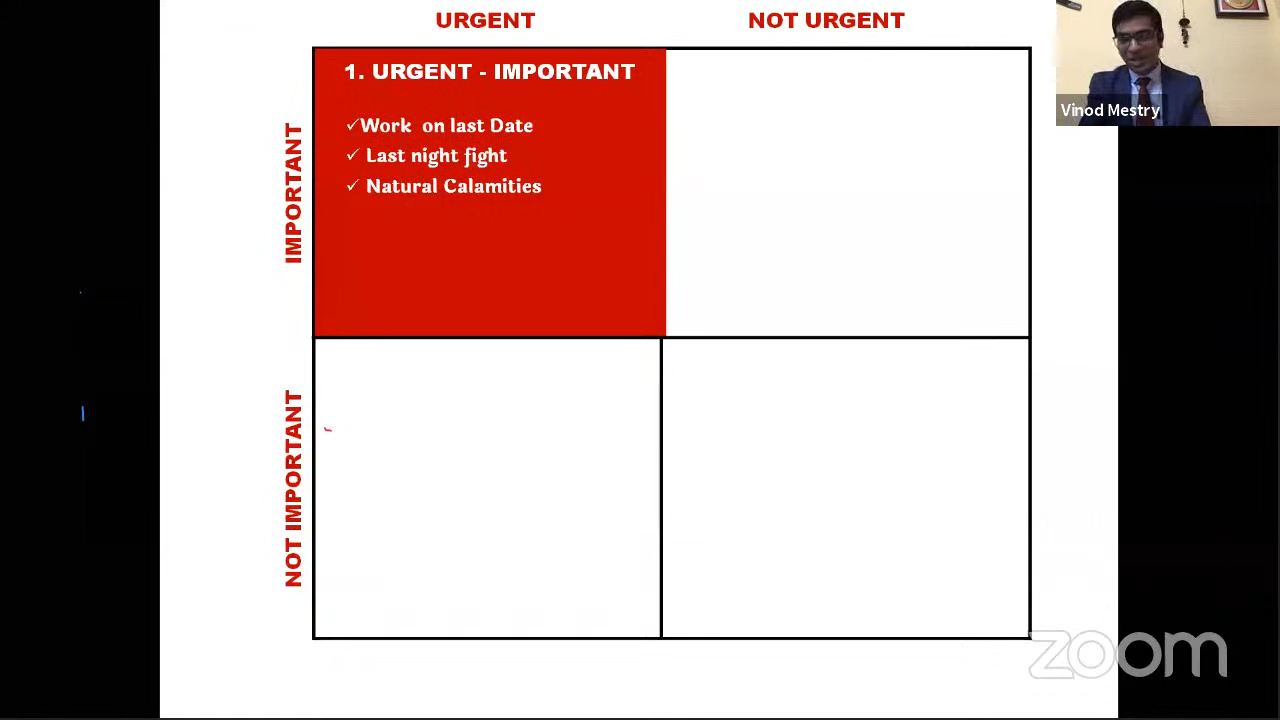 URGENT
NOT URGENT
1. URGENT - IMPORTANT
✓Work on last Date
✓ Last night fight
✓ Natural Calamities
IMPORTANT
NOT IMPORTANT
Vinod Mestry
zoom